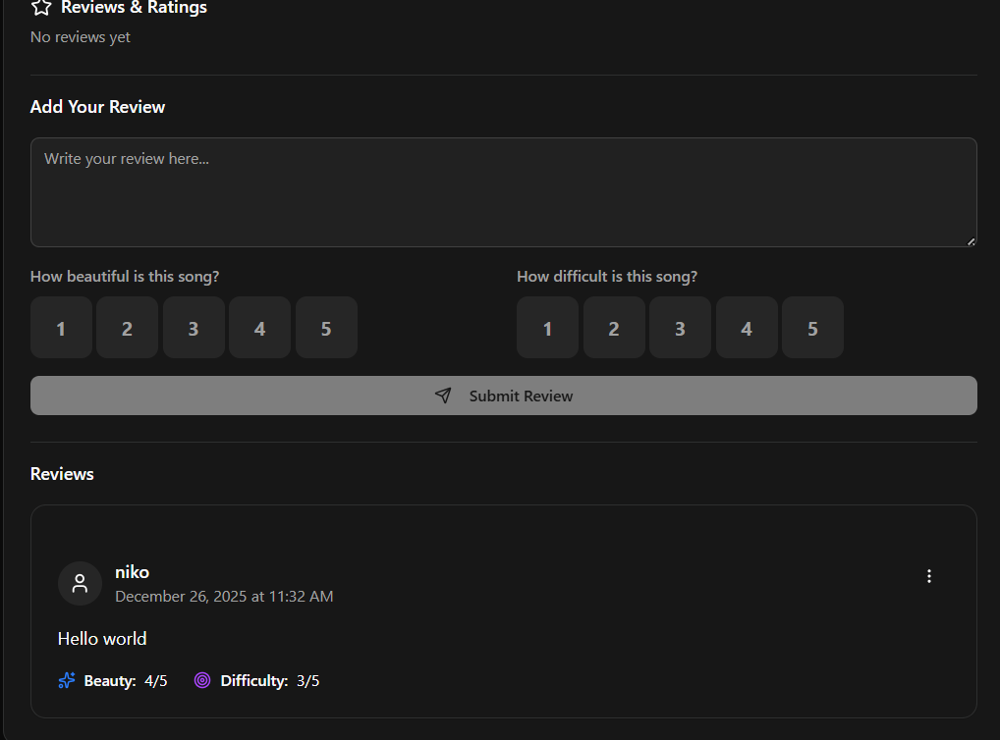 Reviews & Ratings
No reviews yet
Add Your Review
Write your review here...
How beautiful is this song?
How difficult is this song?
1 2 3 4 5
1 2 3 4 5
Submit Review
Reviews
niko
December 26, 2025 at 11:32 AM
Hello world
Beauty: 4/5 Difficulty: 3/5